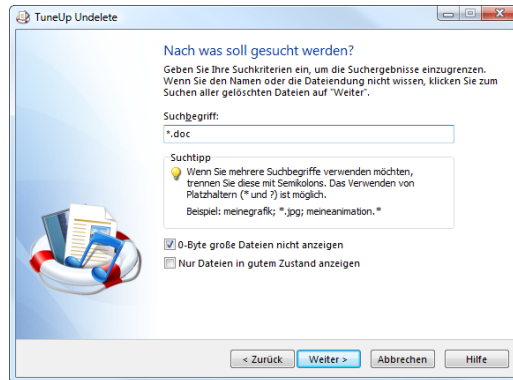 TuneUp Undelete
Nach was soll gesucht werden?
Geben Sie Ihre Suchkriterien ein, um die Suchergebnisse einzugrenzen.
Wenn Sie den Namen oder die Dateiendung nicht wissen, klicken Sie zum
Suchen aller gelöschten Dateien auf "Weiter".
Suchbegriff:
*.doc
Suchtipp
Wenn Sie mehrere Suchbegriffe verwenden möchten,
trennen Sie diese mit Semikolons. Das Verwenden von
Platzhaltern (* und ?) ist möglich.
Beispiel: meinegrafik; *.jpg; meineanimation.*
0-Byte große Dateien nicht anzeigen
Nur Dateien in gutem Zustand anzeigen
< Zurück Weiter > Abbrechen Hilfe